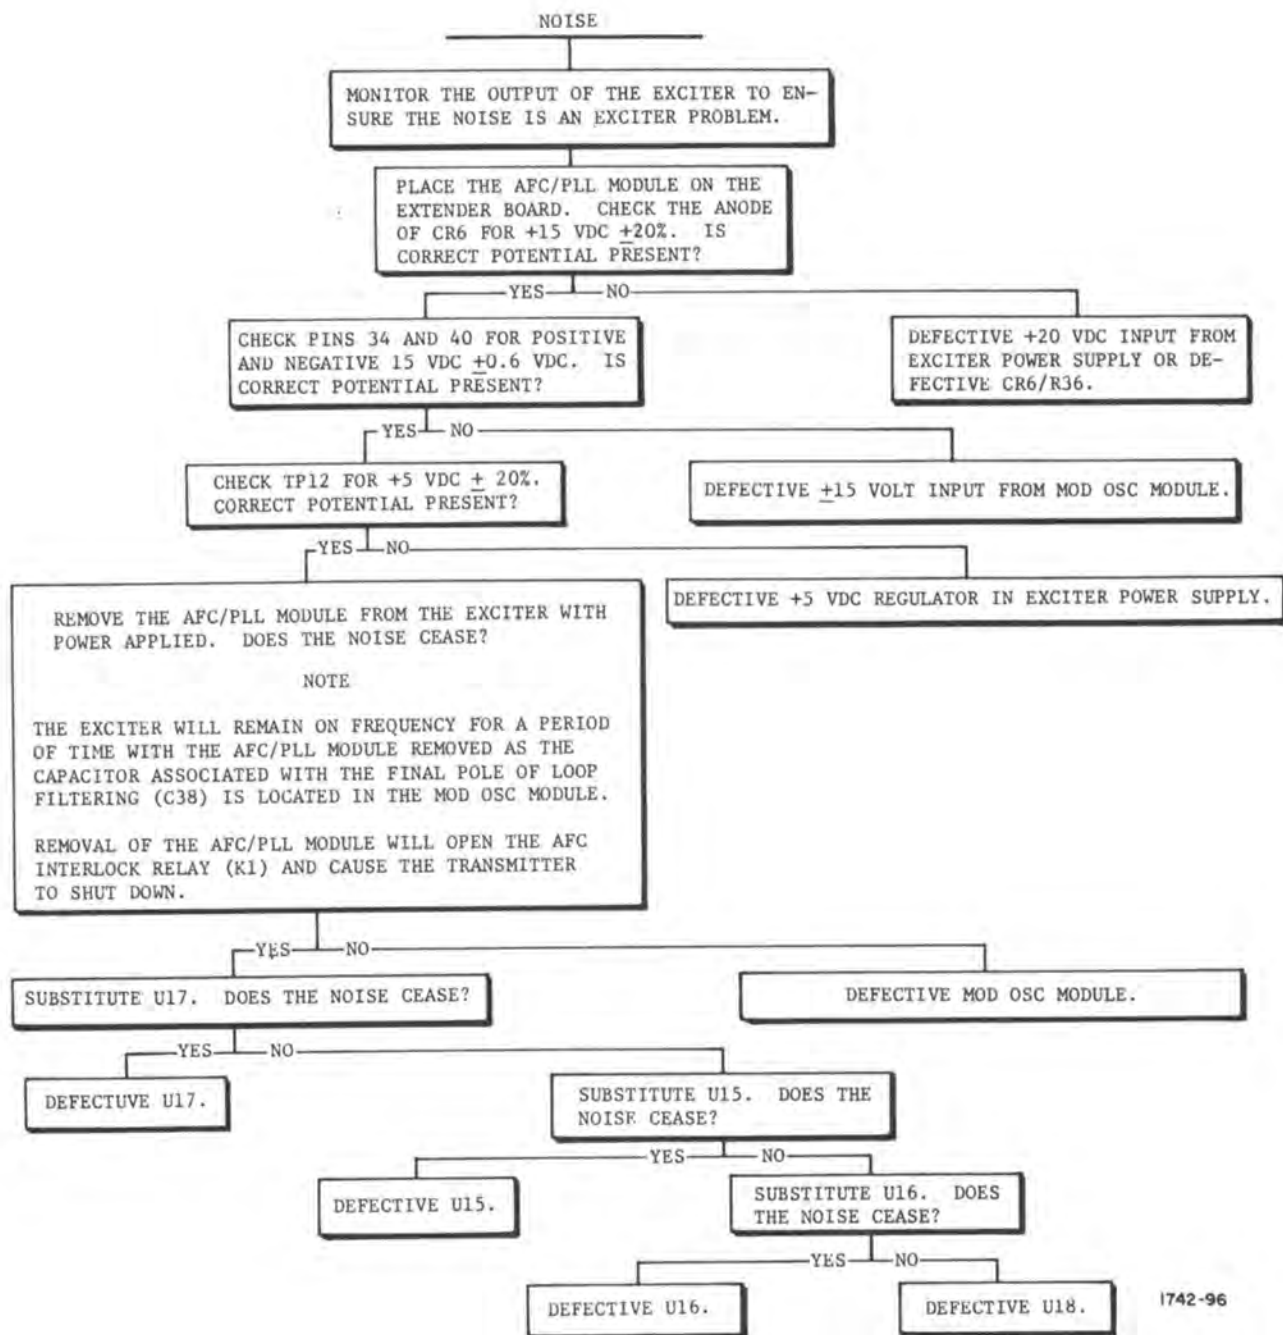 NOISE
MONITOR THE OUTPUT OF THE EXCITER TO EN-
SURE THE NOISE IS AN EXCITER PROBLEM.
PLACE THE AFC/PLL MODULE ON THE
EXTENDER BOARD. CHECK THE ANODE
OF CR6 FOR +15 VDC ±20%. IS
CORRECT POTENTIAL PRESENT?
YES NO
CHECK PINS 34 AND 40 FOR POSITIVE
AND NEGATIVE 15 VDC ±0.6 VDC. IS
CORRECT POTENTIAL PRESENT?
DEFECTIVE +20 VDC INPUT FROM
EXCITER POWER SUPPLY OR DE-
FECTIVE CR6/R36.
YES NO
CHECK TP12 FOR +5 VDC ± 20%.
CORRECT POTENTIAL PRESENT?
DEFECTIVE ±15 VOLT INPUT FROM MOD OSC MODULE.
YES NO
REMOVE THE AFC/PLL MODULE FROM THE EXCITER WITH
POWER APPLIED. DOES THE NOISE CEASE?
NOTE
THE EXCITER WILL REMAIN ON FREQUENCY FOR A PERIOD
OF TIME WITH THE AFC/PLL MODULE REMOVED AS THE
CAPACITOR ASSOCIATED WITH THE FINAL POLE OF LOOP
FILTERING (C38) IS LOCATED IN THE MOD OSC MODULE.
REMOVAL OF THE AFC/PLL MODULE WILL OPEN THE AFC
INTERLOCK RELAY (K1) AND CAUSE THE TRANSMITTER
TO SHUT DOWN.
DEFECTIVE +5 VDC REGULATOR IN EXCITER POWER SUPPLY.
YES NO
SUBSTITUTE U17. DOES THE NOISE CEASE?
DEFECTIVE MOD OSC MODULE.
YES NO
DEFECTUVE U17.
SUBSTITUTE U15. DOES THE
NOISE CEASE?
YES NO
DEFECTIVE U15.
SUBSTITUTE U16. DOES
THE NOISE CEASE?
YES NO
DEFECTIVE U16.
DEFECTIVE U18.
1742-96